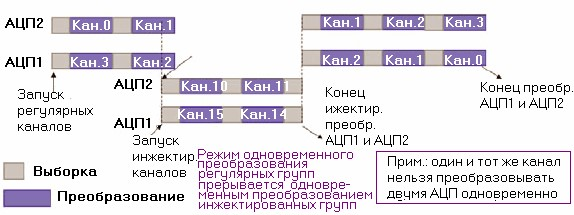 АЦП2 Кан.0 Кан.1 Кан.1 Кан.2 Кан.3
АЦП1 Кан.3 Кан.2 Кан.2 Кан.1 Кан.0
АЦП2 Кан.10 Кан.11
АЦП1 Кан.15 Кан.14
Запуск
регулярных
каналов
Запуск
инжектир.
каналов
Конец
ижектир.
преобр.
АЦП1 и АЦП2
Конец преобр.
АЦП1 и АЦП2
Выборка
Преобразование
Режим одновременного
преобразования
регулярных групп
прерывается одновре-
менным преобразованием
инжектированных групп
Прим.: один и тот же канал
нельзя преобразовывать
двумя АЦП одновременно